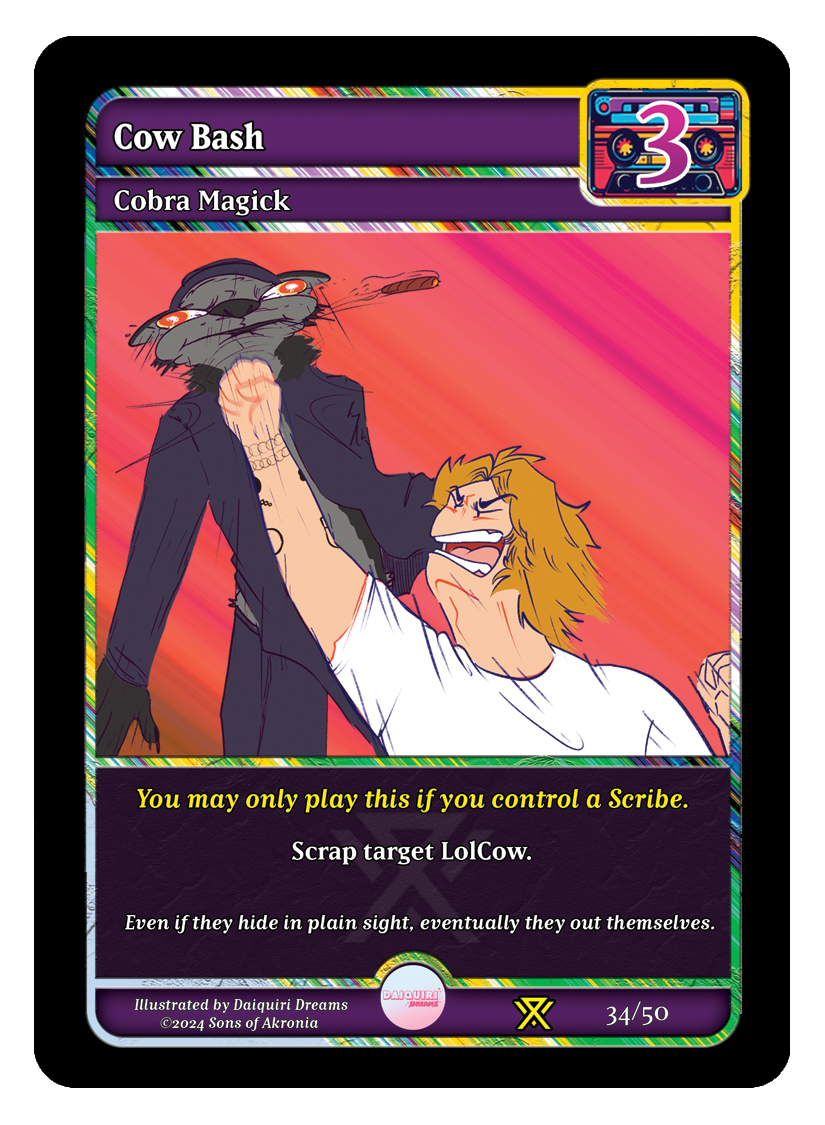 Cow Bash
3
Cobra Magick
You may only play this if you control a Scribe.
Scrap target LolCow.
Even if they hide in plain sight, eventually they out themselves.
Illustrated by Daiquiri Dreams
©2024 Sons of Akronia
DAIQUIRI
DREAMS
34/50